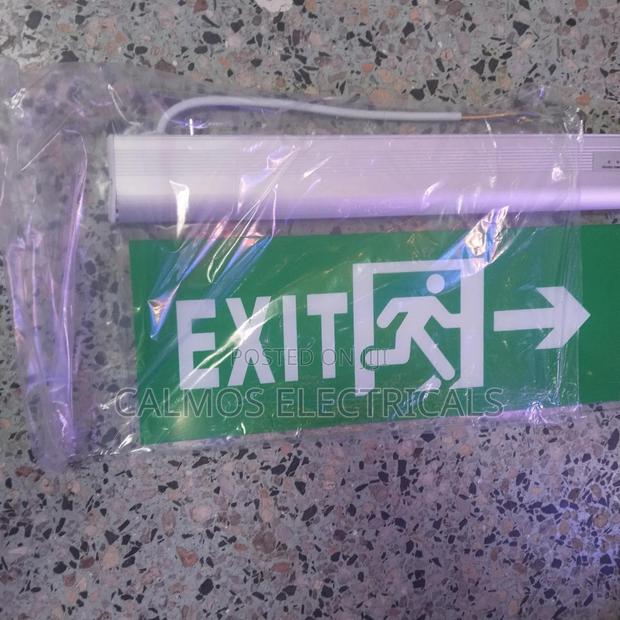 EXIT
POSTED ON Jiji
CALMOS ELECTRICALS